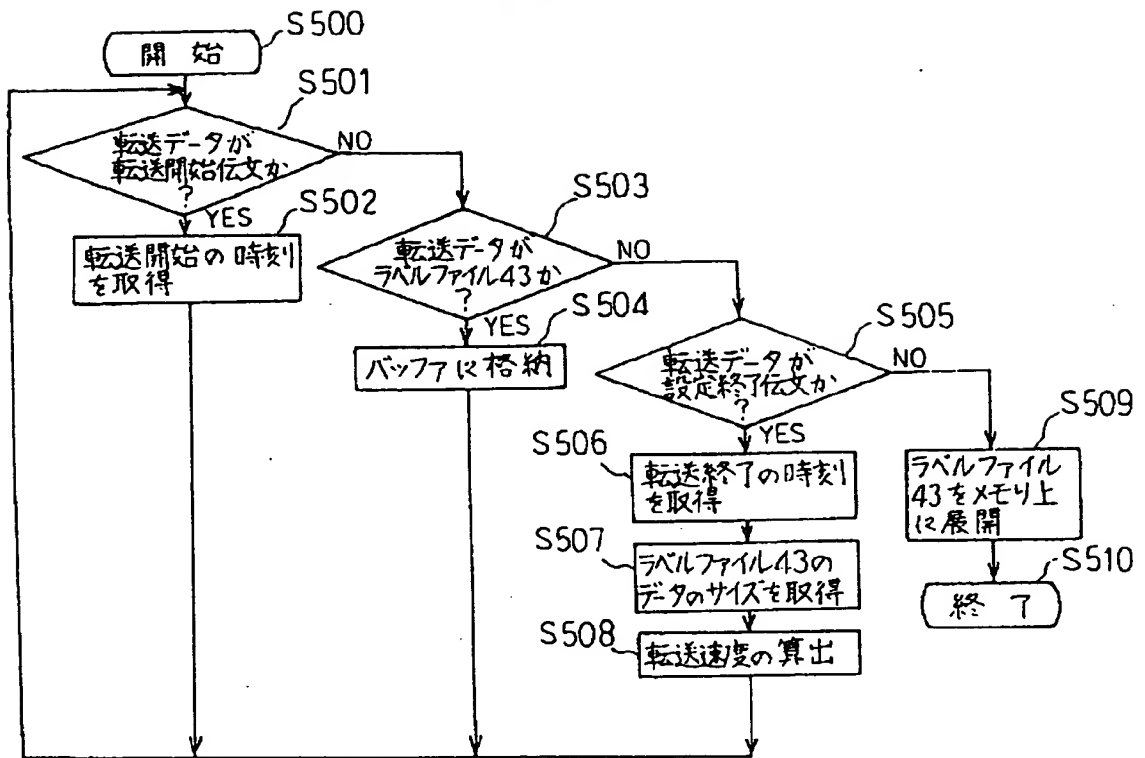 S500
開始
S501
転送データが
転送開始伝文か
?
NO
YES
S502
転送開始の時刻
を取得
S503
転送データが
ラベルファイル43か
?
NO
YES
S504
バッファに格納
S505
転送データが
設定終了伝文か
?
NO
YES
S506
転送終了の時刻
を取得
S507
ラベルファイル43の
データのサイズを取得
S508
転送速度の算出
S509
ラベルファイル
43をメモリ上
に展開
S510
終了